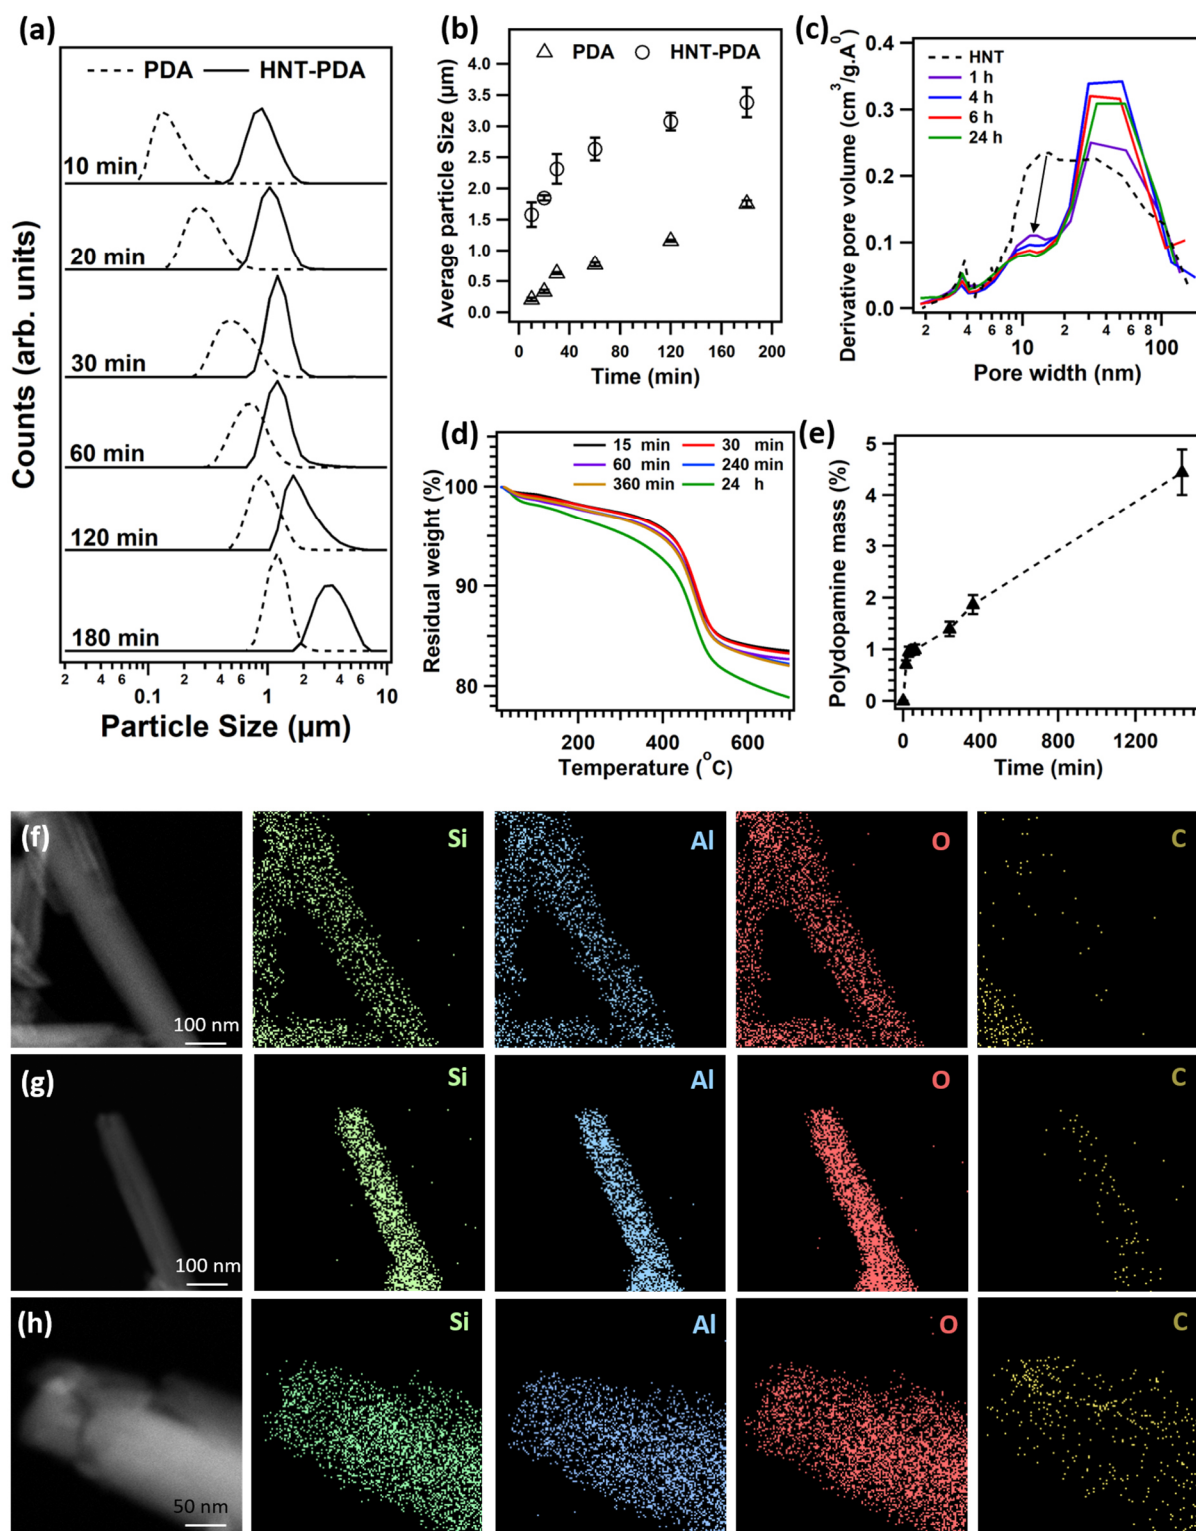 (a)
PDA HNT-PDA
10 min
20 min
30 min
60 min
120 min
180 min
Counts (arb. units)
2 4 6 0.1 2 4 6 1 2 4 6 10
Particle Size (µm)
(b)
PDA HNT-PDA
Average particle Size (µm)
4.0
3.5
3.0
2.5
2.0
1.5
1.0
0.5
0.0
0 40 80 120 160 200
Time (min)
(c)
HNT
1 h
4 h
6 h
24 h
Derivative pore volume (cm³/g.A⁰)
0.4
0.3
0.2
0.1
0.0
2 4 6 8 10 2 4 6 8 100
Pore width (nm)
(d)
15 min 30 min
60 min 240 min
360 min 24 h
Residual weight (%)
100
90
80
200 400 600
Temperature (°C)
(e)
Polydopamine mass (%)
5
4
3
2
1
0
0 400 800 1200
Time (min)
(f)
100 nm
Si
Al
O
C
(g)
100 nm
Si
Al
O
C
(h)
50 nm
Si
Al
O
C